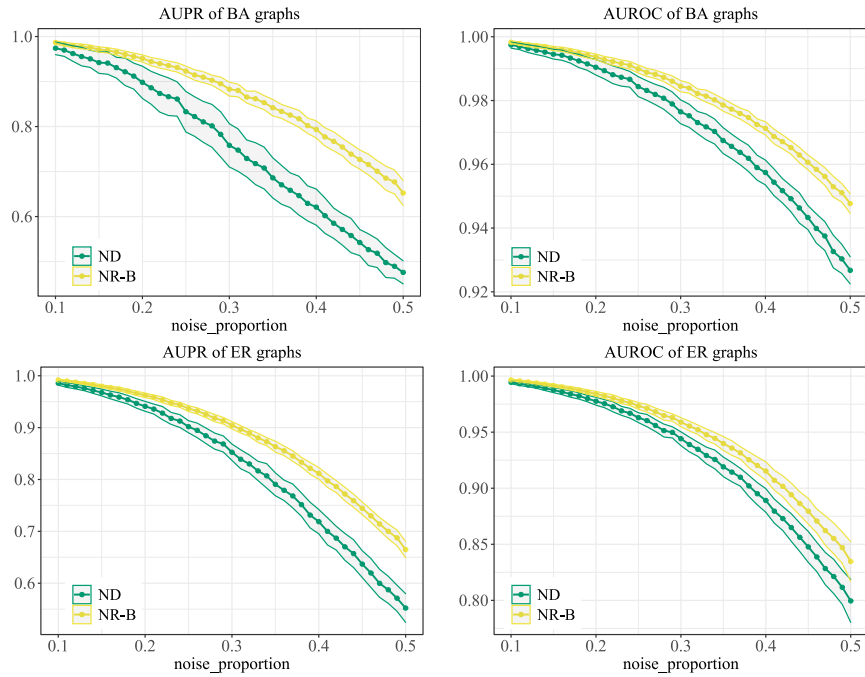 AUPR of BA graphs
1.0
0.8
0.6
ND
NR-B
0.1
0.2
0.3
0.4
0.5
noise_proportion
AUROC of BA graphs
1.00
0.98
0.96
0.94
0.92
ND
NR-B
0.1
0.2
0.3
0.4
0.5
noise_proportion
AUPR of ER graphs
1.0
0.9
0.8
0.7
0.6
ND
NR-B
0.1
0.2
0.3
0.4
0.5
noise_proportion
AUROC of ER graphs
1.00
0.95
0.90
0.85
0.80
ND
NR-B
0.1
0.2
0.3
0.4
0.5
noise_proportion